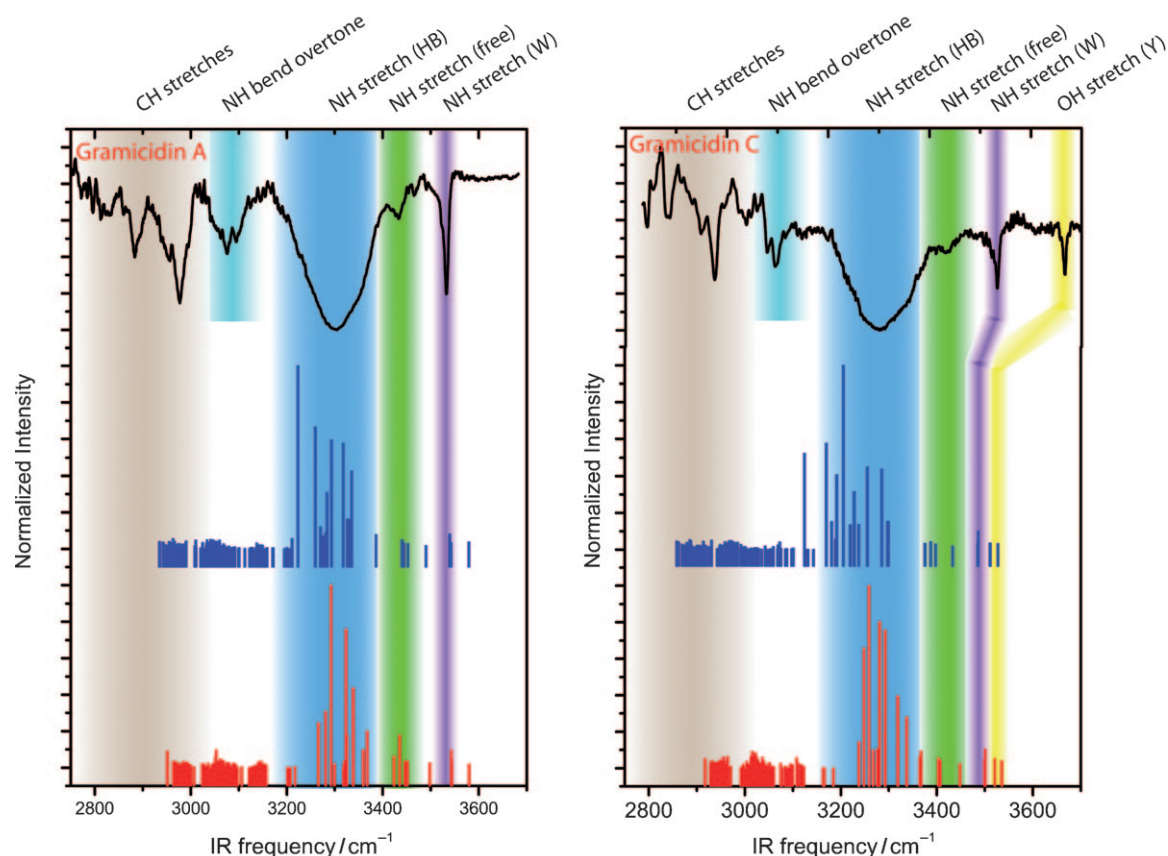 CH stretches
NH bend overtone
NH stretch (HB)
NH stretch (free)
NH stretch (W)
CH stretches
NH bend overtone
NH stretch (HB)
NH stretch (free)
NH stretch (W)
OH stretch (Y)
Gramicidin A
Gramicidin C
Normalized Intensity
Normalized Intensity
2800 3000 3200 3400 3600
2800 3000 3200 3400 3600
IR frequency/cm⁻¹
IR frequency/cm⁻¹